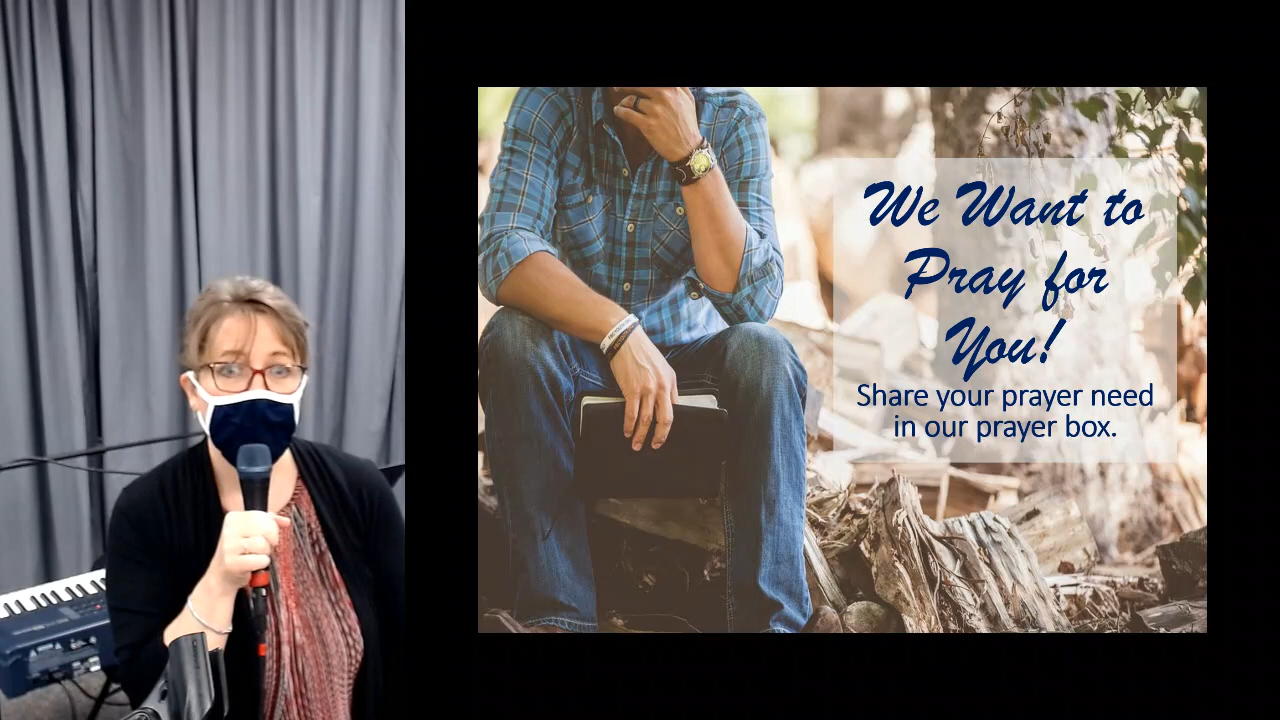 We Want to
Pray for
You!
Share your prayer need
in our prayer box.